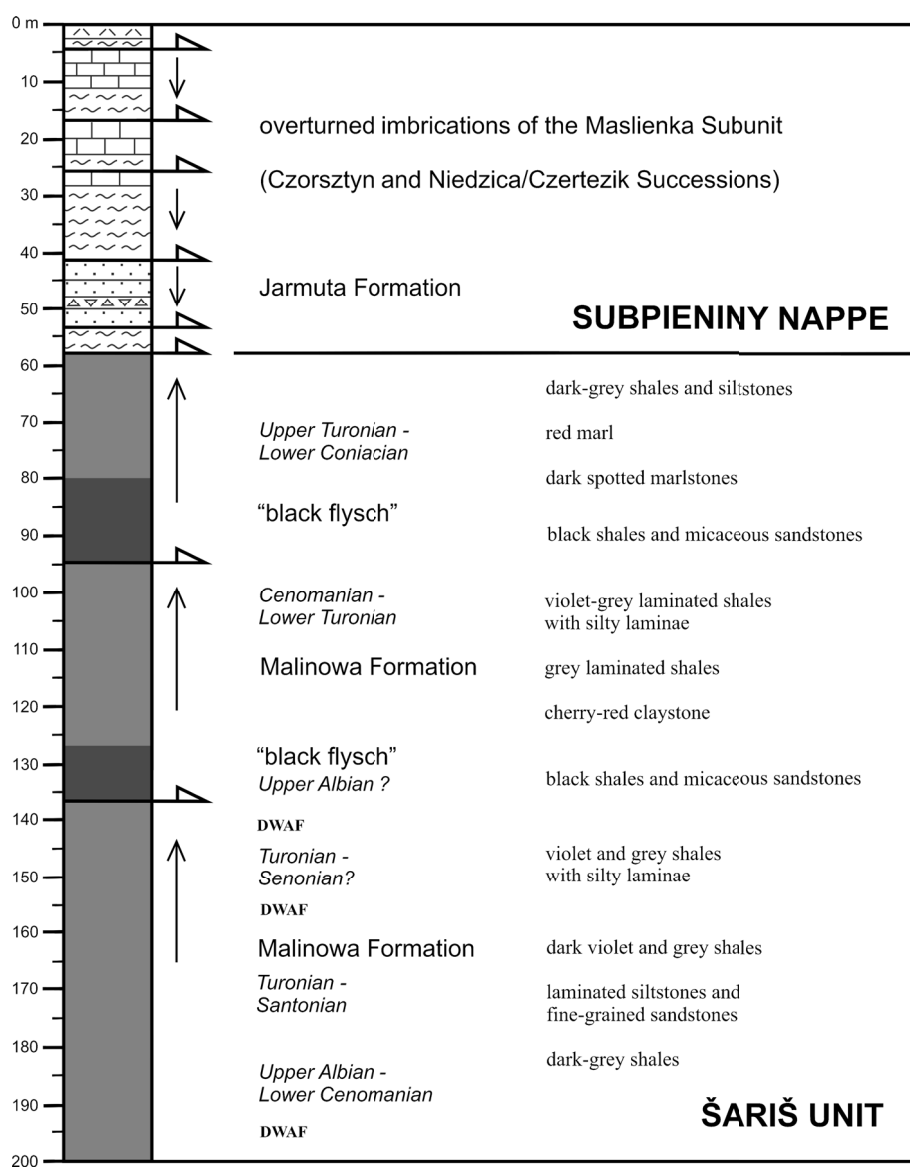 0 m
10
overturned imbrications of the Maslienka Subunit
20
(Czorsztyn and Niedzica/Czertezik Successions)
30
40
Jarmuta Formation
50
SUBPIENINY NAPPE
60
dark-grey shales and siltstones
70
Upper Turonian -
Lower Coniacian
red marl
80
dark spotted marlstones
"black flysch"
90
black shales and micaceous sandstones
100
Cenomanian -
Lower Turonian
violet-grey laminated shales
with silty laminae
110
Malinowa Formation
grey laminated shales
120
cherry-red claystone
130
"black flysch"
Upper Albian ?
black shales and micaceous sandstones
140
DWAF
Turonian -
Senonian?
violet and grey shales
with silty laminae
150
DWAF
160
Malinowa Formation
dark violet and grey shales
170
Turonian -
Santonian
laminated siltstones and
fine-grained sandstones
180
dark-grey shales
Upper Albian -
Lower Cenomanian
190
ŠARIŠ UNIT
DWAF
200